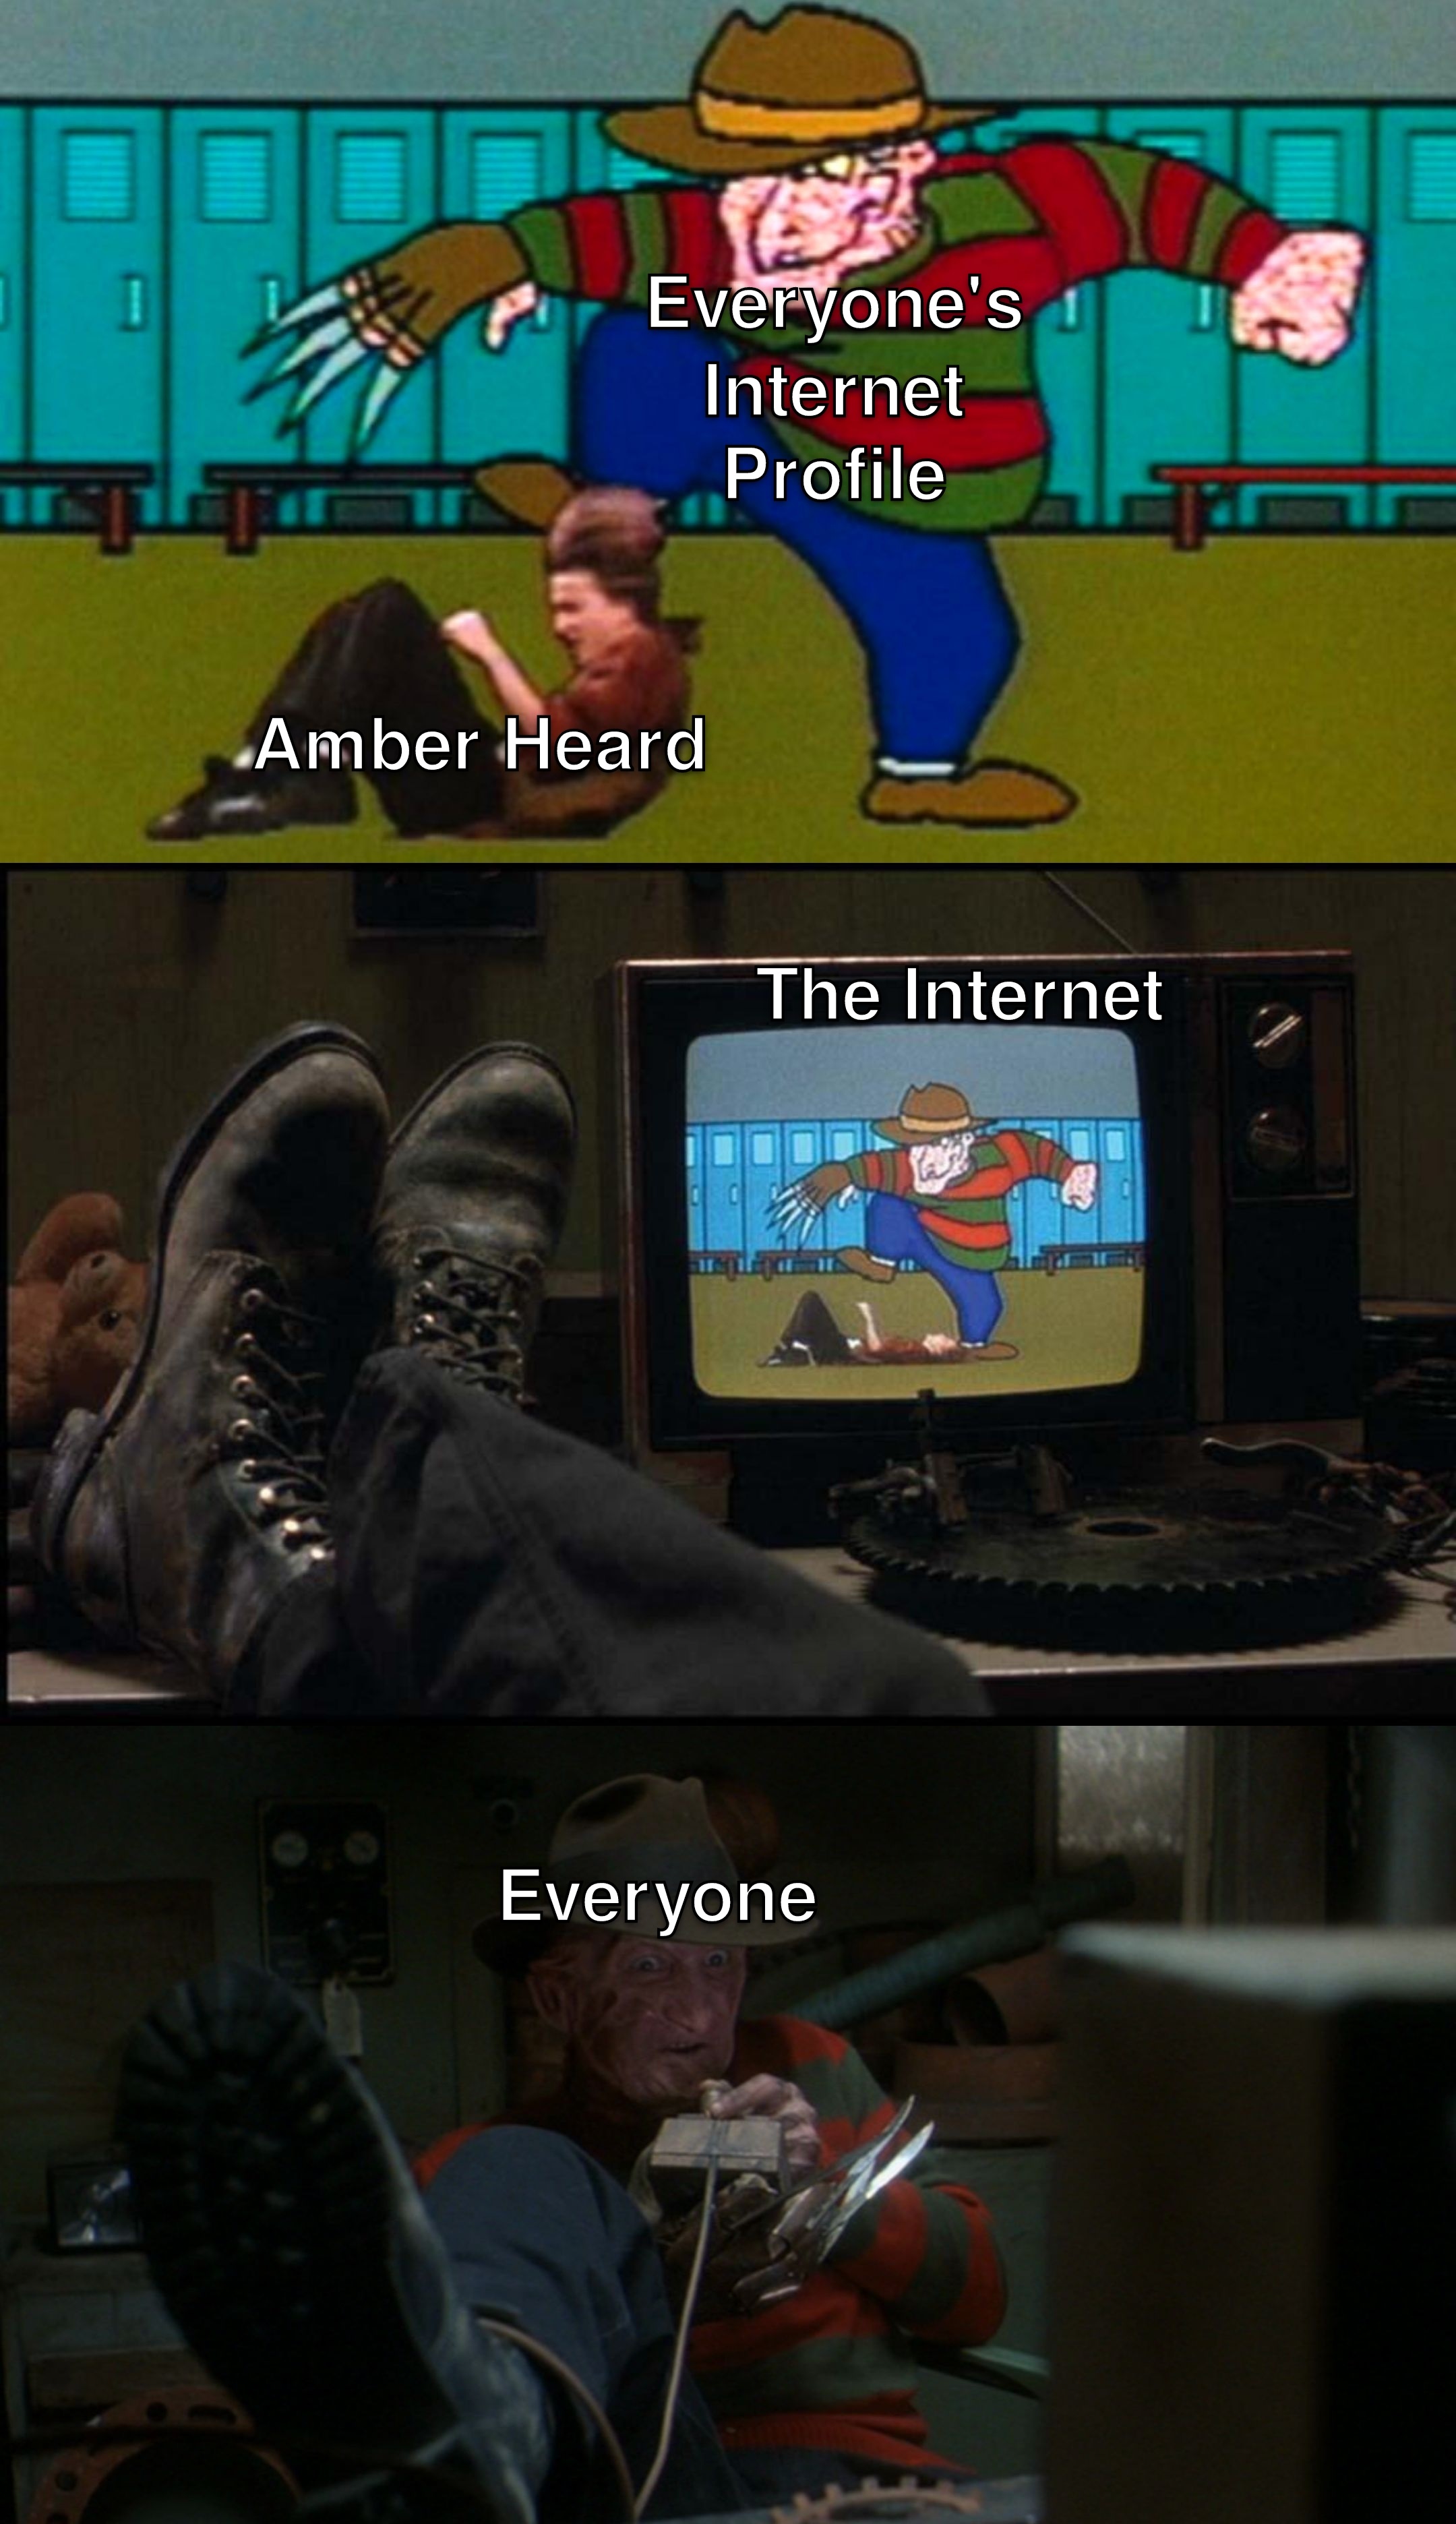 Everyone's
Internet
Profile
Amber Heard
The Internet
Everyone